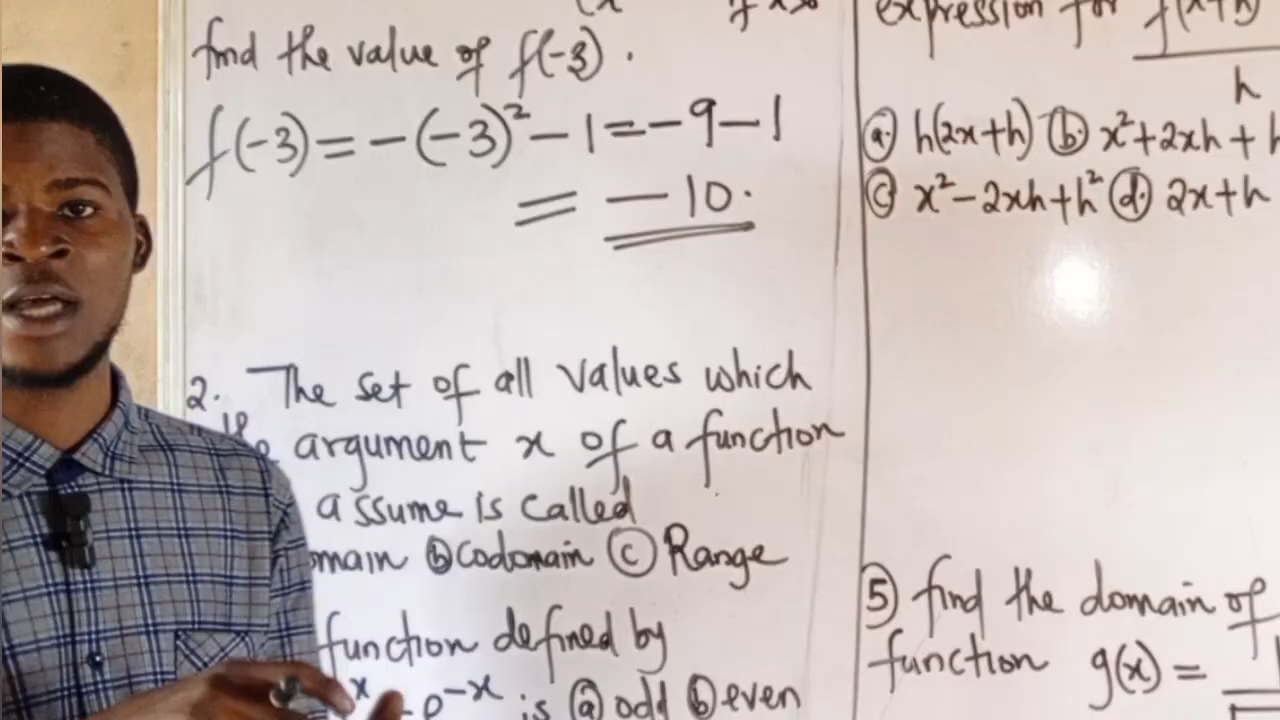 find the value of f(-3).
f(-3) = -(-3)² - 1 = -9 - 1
= -10.
2. The set of all values which
argument x of a function
assume is called
main ⓑ Codomain ⓒ Range
function defined by
x e^-x is ⓐ odd ⓑ even
expression for f(x+h)
h
ⓐ h(2x+h) ⓑ x²+2xh+h
ⓒ x²-2xh+h² ⓓ 2x+h
⑤ find the domain of
function g(x) =